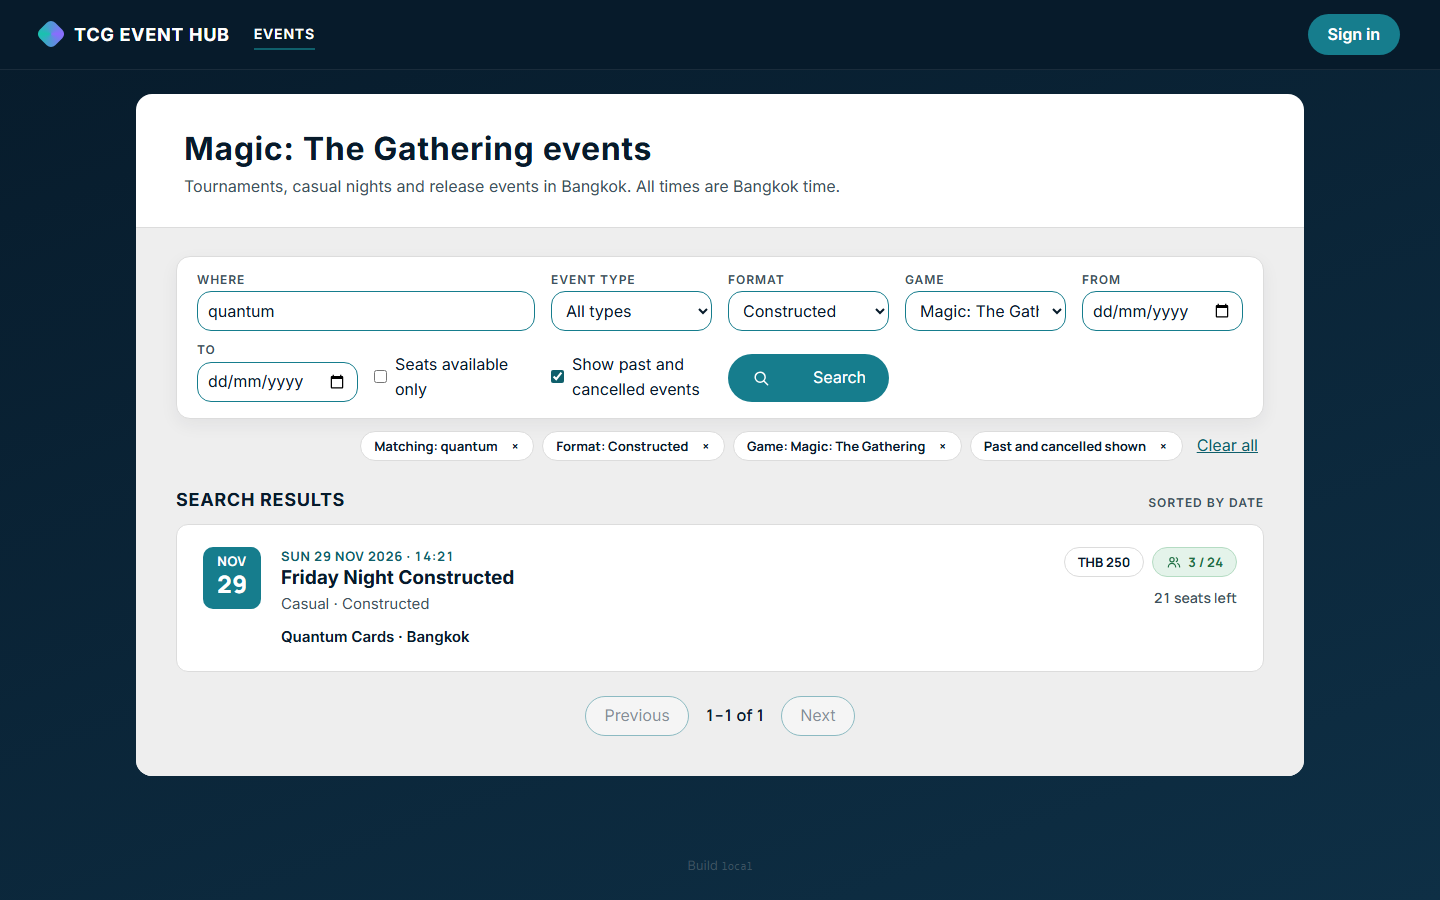 TCG EVENT HUB
EVENTS
Sign in
Magic: The Gathering events
Tournaments, casual nights and release events in Bangkok. All times are Bangkok time.
WHERE
EVENT TYPE
FORMAT
GAME
FROM
quantum
All types
Constructed
Magic: The Gath
dd/mm/yyyy
TO
dd/mm/yyyy
Seats available
only
Show past and
cancelled events
Search
Matching: quantum ×
Format: Constructed ×
Game: Magic: The Gathering ×
Past and cancelled shown ×
Clear all
SEARCH RESULTS
SORTED BY DATE
NOV
29
SUN 29 NOV 2026 · 14:21
Friday Night Constructed
Casual · Constructed
Quantum Cards · Bangkok
THB 250
3 / 24
21 seats left
Previous
1–1 of 1
Next
Build local